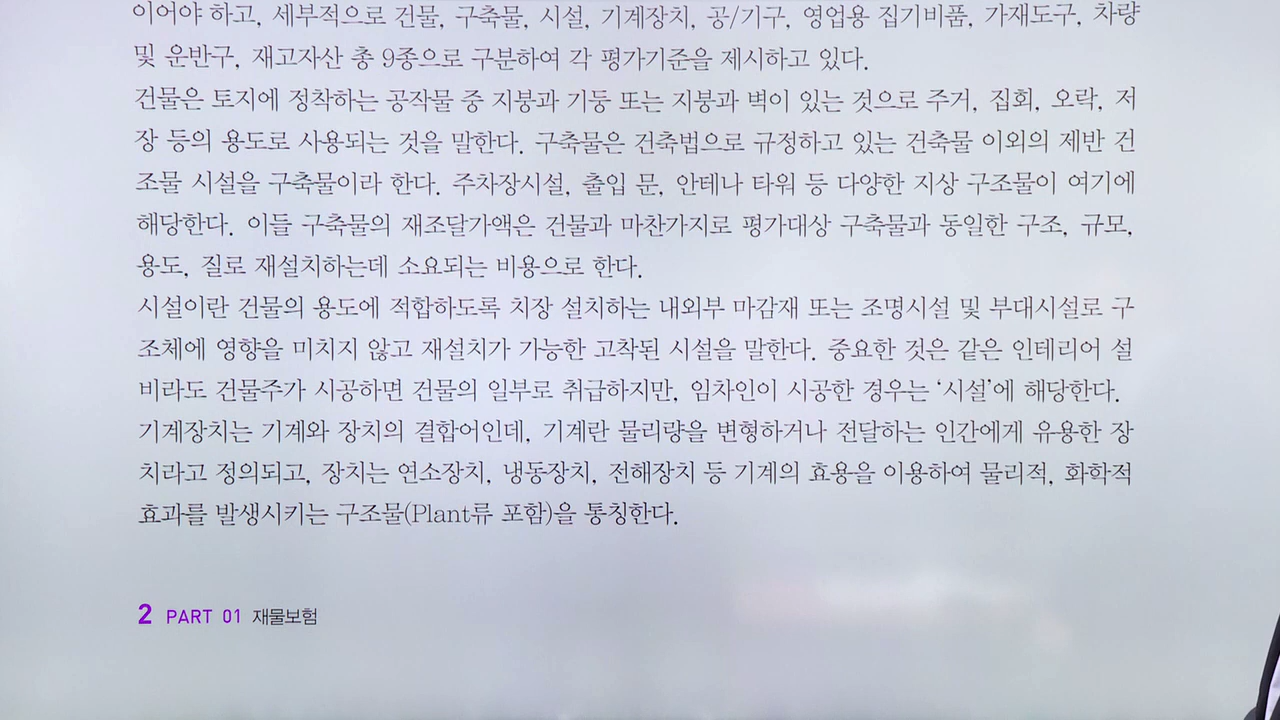 이어야 하고, 세부적으로 건물, 구축물, 시설, 기계장치, 공/기구, 영업용 집기비품, 가재도구, 차량
및 운반구, 재고자산 총 9종으로 구분하여 각 평가기준을 제시하고 있다.
건물은 토지에 정착하는 공작물 중 지붕과 기둥 또는 지붕과 벽이 있는 것으로 주거, 집회, 오락, 저
장 등의 용도로 사용되는 것을 말한다. 구축물은 건축법으로 규정하고 있는 건축물 이외의 제반 건
조물 시설을 구축물이라 한다. 주차장시설, 출입 문, 안테나 타워 등 다양한 지상 구조물이 여기에
해당한다. 이들 구축물의 재조달가액은 건물과 마찬가지로 평가대상 구축물과 동일한 구조, 규모,
용도, 질로 재설치하는데 소요되는 비용으로 한다.
시설이란 건물의 용도에 적합하도록 치장 설치하는 내외부 마감재 또는 조명시설 및 부대시설로 구
조체에 영향을 미치지 않고 재설치가 가능한 고착된 시설을 말한다. 중요한 것은 같은 인테리어 설
비라도 건물주가 시공하면 건물의 일부로 취급하지만, 임차인이 시공한 경우는 ‘시설’에 해당한다.
기계장치는 기계와 장치의 결합어인데, 기계란 물리량을 변형하거나 전달하는 인간에게 유용한 장
치라고 정의되고, 장치는 연소장치, 냉동장치, 전해장치 등 기계의 효용을 이용하여 물리적, 화학적
효과를 발생시키는 구조물(Plant류 포함)을 통칭한다.
2 PART 01 재물보험